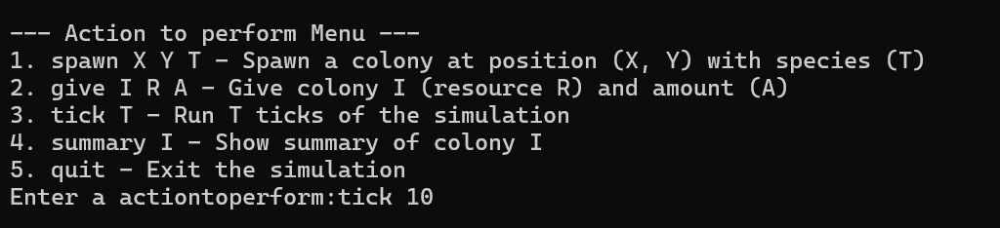 --- Action to perform Menu ---
1. spawn X Y T - Spawn a colony at position (X, Y) with species (T)
2. give I R A - Give colony I (resource R) and amount (A)
3. tick T - Run T ticks of the simulation
4. summary I - Show summary of colony I
5. quit - Exit the simulation
Enter a actiontoperform:tick 10